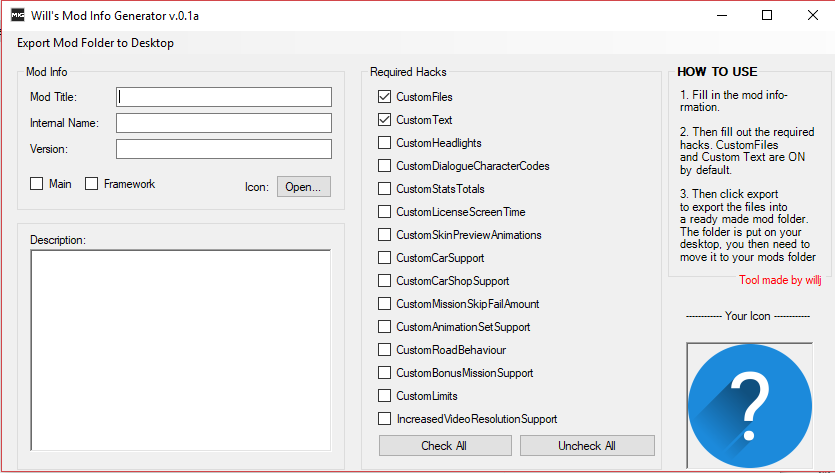 MIG Will's Mod Info Generator v.0.1a
Export Mod Folder to Desktop
Mod Info
Mod Title:
Internal Name:
Version:
Main
Framework
Icon:
Open...
Description:
Required Hacks
CustomFiles
CustomText
CustomHeadlights
CustomDialogueCharacterCodes
CustomStatsTotals
CustomLicenseScreenTime
CustomSkinPreviewAnimations
CustomCarSupport
CustomCarShopSupport
CustomMissionSkipFailAmount
CustomAnimationSetSupport
CustomRoadBehaviour
CustomBonusMissionSupport
CustomLimits
IncreasedVideoResolutionSupport
Check All
Uncheck All
HOW TO USE
1. Fill in the mod info-
rmation.
2. Then fill out the required
hacks. CustomFiles
and Custom Text are ON
by default.
3. Then click export
to export the files into
a ready made mod folder.
The folder is put on your
desktop, you then need to
move it to your mods folder
Tool made by willj
------------ Your Icon ------------
?